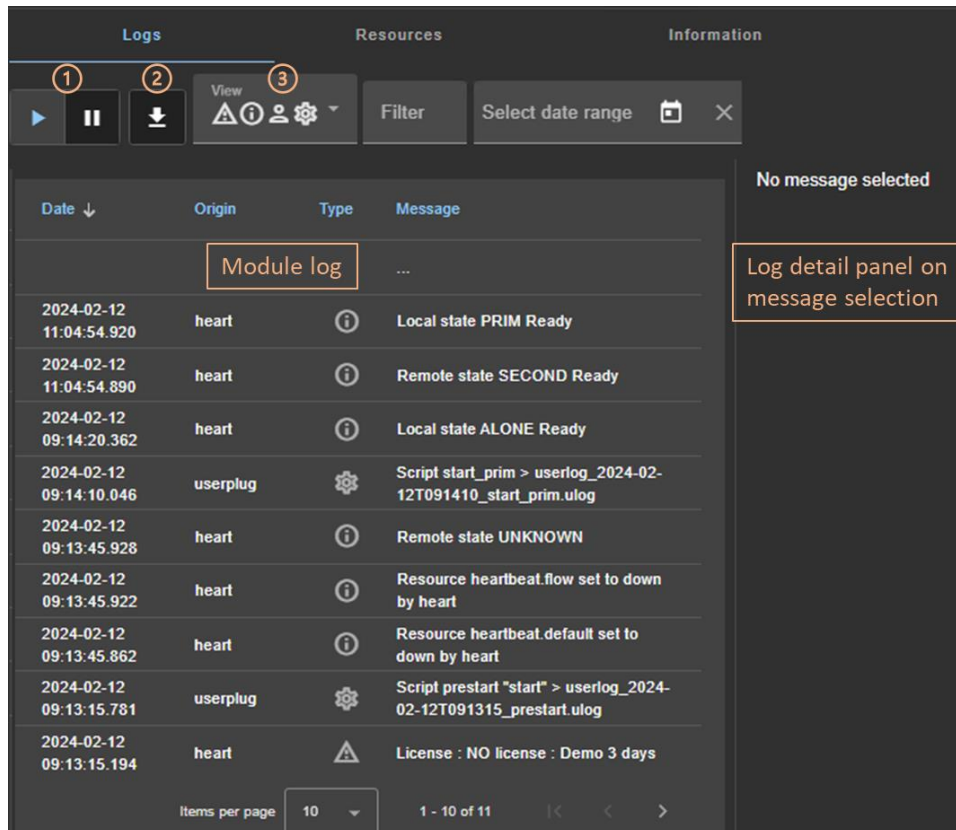 Logs Resources Information
① ② ③
View
Filter Select date range
No message selected
Date Origin Type Message
Module log ...
Log detail panel on
message selection
2024-02-12
11:04:54.920 heart Local state PRIM Ready
2024-02-12
11:04:54.890 heart Remote state SECOND Ready
2024-02-12
09:14:20.362 heart Local state ALONE Ready
2024-02-12
09:14:10.046 userplug Script start_prim > userlog_2024-02-
12T091410_start_prim.ulog
2024-02-12
09:13:45.928 heart Remote state UNKNOWN
2024-02-12
09:13:45.922 heart Resource heartbeat.flow set to down
by heart
2024-02-12
09:13:45.862 heart Resource heartbeat.default set to
down by heart
2024-02-12
09:13:15.781 userplug Script prestart "start" > userlog_2024-
02-12T091315_prestart.ulog
2024-02-12
09:13:15.194 heart License : NO license : Demo 3 days
Items per page 10 1 - 10 of 11